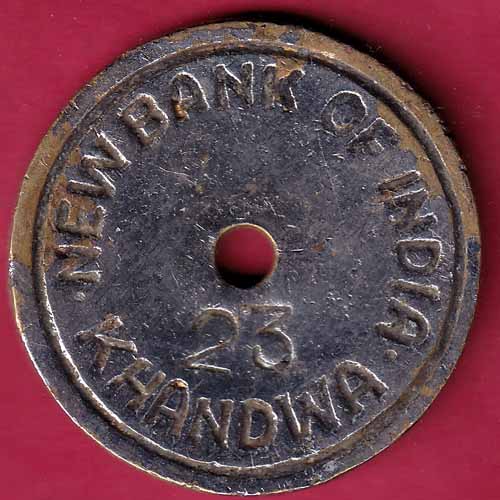 ·NEW BANK OF INDIA·
23
KHANDWA